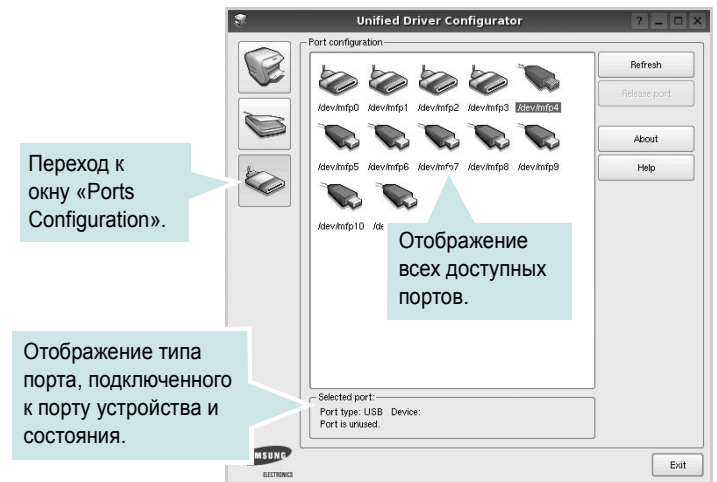 Unified Driver Configurator
Port configuration
/dev/mfp0 /dev/mfp1 /dev/mfp2 /dev/mfp3 /dev/mfp4
/dev/mfp5 /dev/mfp6 /dev/mfp7 /dev/mfp8 /dev/mfp9
/dev/mfp10
Refresh
Release port
About
Help
Переход к
окну «Ports
Configuration».
Отображение
всех доступных
портов.
Отображение типа
порта, подключенного
к порту устройства и
состояния.
Selected port:
Port type: USB Device:
Port is unused.
ELECTRONICS
Exit